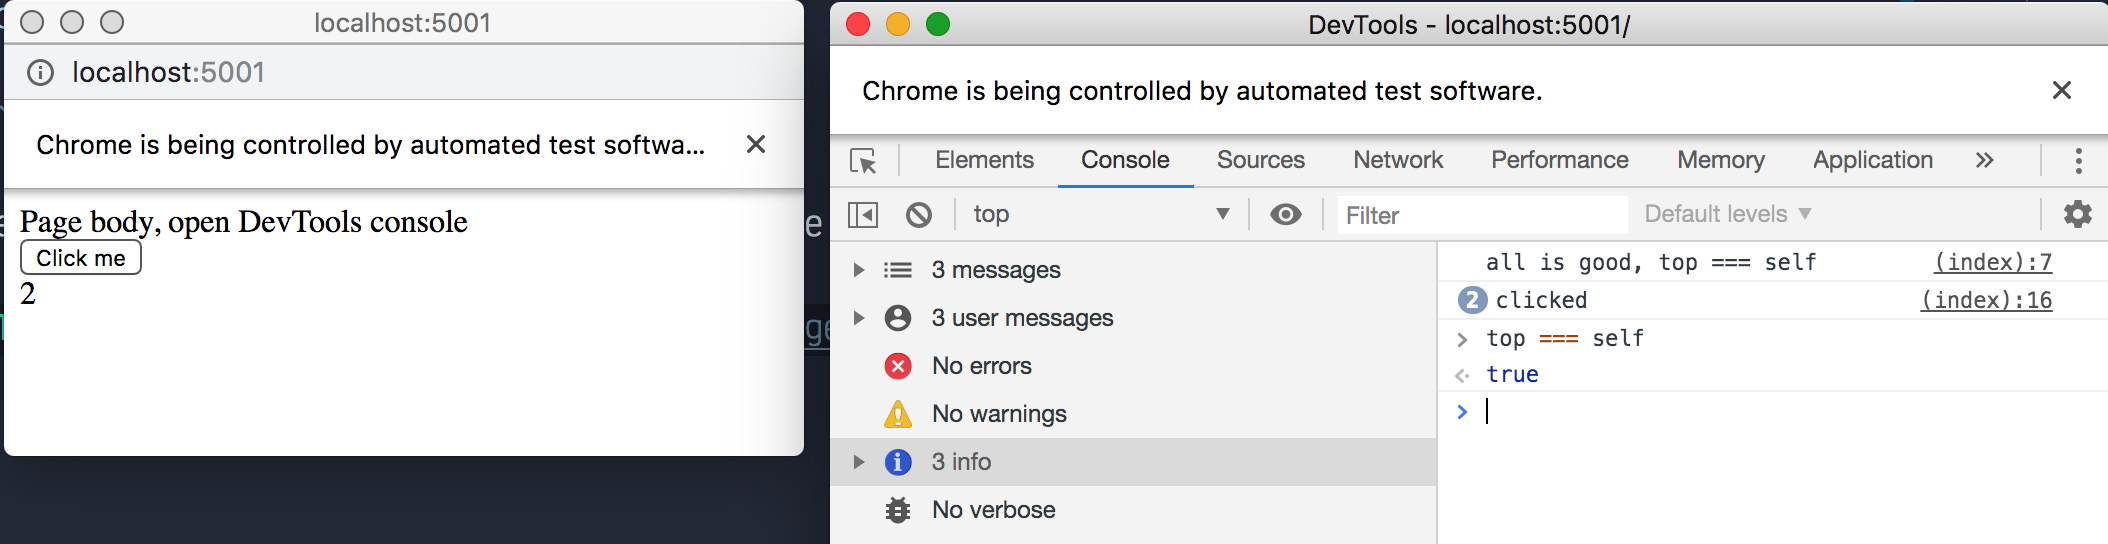 localhost:5001
localhost:5001
Chrome is being controlled by automated test softwa...
Page body, open DevTools console
Click me
2
DevTools - localhost:5001/
Chrome is being controlled by automated test software.
Elements Console Sources Network Performance Memory Application »
top Filter Default levels
3 messages
3 user messages
No errors
No warnings
3 info
No verbose
all is good, top === self (index):7
2 clicked (index):16
> top === self
true
>